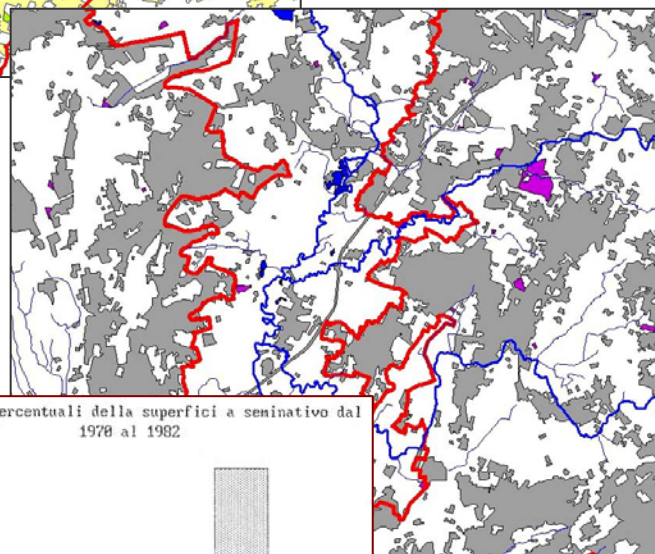 ercentuali della superfici a seminativo dal
1970 al 1982